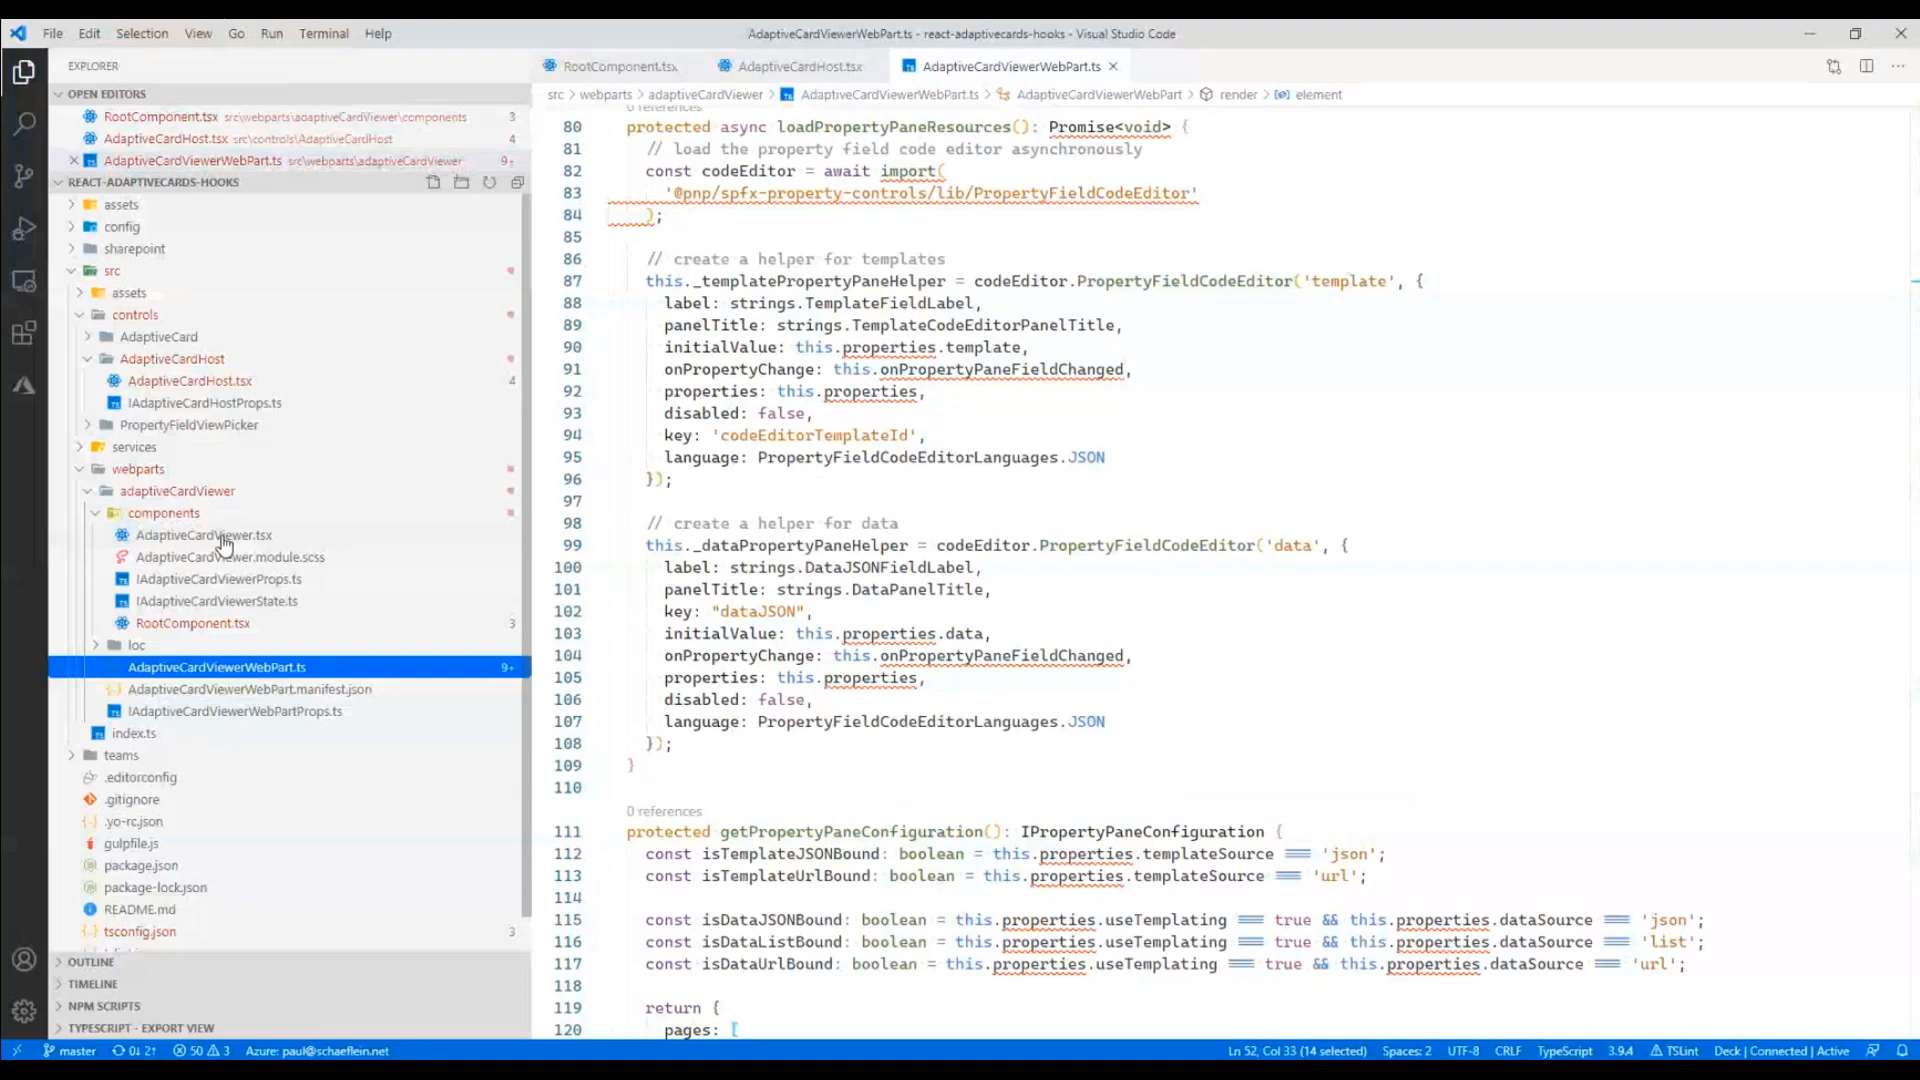 File Edit Selection View Go Run Terminal Help
AdaptiveCardViewerWebPart.ts - react-adaptivecards-hooks - Visual Studio Code
EXPLORER
OPEN EDITORS
RootComponent.tsx src\webparts\adaptiveCardViewer\components 3
AdaptiveCardHost.tsx src\controls\AdaptiveCardHost 4
AdaptiveCardViewerWebPart.ts src\webparts\adaptiveCardViewer 9+
REACT-ADAPTIVECARDS-HOOKS
assets
config
sharepoint
src
assets
controls
AdaptiveCard
AdaptiveCardHost
AdaptiveCardHost.tsx 4
IAdaptiveCardHostProps.ts
PropertyFieldViewPicker
services
webparts
adaptiveCardViewer
components
AdaptiveCardViewer.tsx
AdaptiveCardViewer.module.scss
IAdaptiveCardViewerProps.ts
IAdaptiveCardViewerState.ts
RootComponent.tsx 3
loc
AdaptiveCardViewerWebPart.ts 9+
AdaptiveCardViewerWebPart.manifest.json
IAdaptiveCardViewerWebPartProps.ts
index.ts
teams
.editorconfig
.gitignore
.yo-rc.json
gulpfile.js
package.json
package-lock.json
README.md
tsconfig.json 3
OUTLINE
TIMELINE
NPM SCRIPTS
TYPESCRIPT - EXPORT VIEW
RootComponent.tsx AdaptiveCardHost.tsx AdaptiveCardViewerWebPart.ts
src > webparts > adaptiveCardViewer > AdaptiveCardViewerWebPart.ts > AdaptiveCardViewerWebPart > render > element
0 references
80 protected async loadPropertyPaneResources(): Promise<void> {
81 // load the property field code editor asynchronously
82 const codeEditor = await import(
83 '@pnp/spfx-property-controls/lib/PropertyFieldCodeEditor'
84 );
85
86 // create a helper for templates
87 this._templatePropertyPaneHelper = codeEditor.PropertyFieldCodeEditor('template', {
88 label: strings.TemplateFieldLabel,
89 panelTitle: strings.TemplateCodeEditorPanelTitle,
90 initialValue: this.properties.template,
91 onPropertyChange: this.onPropertyPaneFieldChanged,
92 properties: this.properties,
93 disabled: false,
94 key: 'codeEditorTemplateId',
95 language: PropertyFieldCodeEditorLanguages.JSON
96 });
97
98 // create a helper for data
99 this._dataPropertyPaneHelper = codeEditor.PropertyFieldCodeEditor('data', {
100 label: strings.DataJSONFieldLabel,
101 panelTitle: strings.DataPanelTitle,
102 key: "dataJSON",
103 initialValue: this.properties.data,
104 onPropertyChange: this.onPropertyPaneFieldChanged,
105 properties: this.properties,
106 disabled: false,
107 language: PropertyFieldCodeEditorLanguages.JSON
108 });
109 }
110
0 references
111 protected getPropertyPaneConfiguration(): IPropertyPaneConfiguration {
112 const isTemplateJSONBound: boolean = this.properties.templateSource === 'json';
113 const isTemplateUrlBound: boolean = this.properties.templateSource === 'url';
114
115 const isDataJSONBound: boolean = this.properties.useTemplating === true && this.properties.dataSource === 'json';
116 const isDataListBound: boolean = this.properties.useTemplating === true && this.properties.dataSource === 'list';
117 const isDataUrlBound: boolean = this.properties.useTemplating === true && this.properties.dataSource === 'url';
118
119 return {
120 pages: [
master 0↓ 2↑ 50 3 Azure: paul@schaeflein.net Ln 52, Col 33 (14 selected) Spaces: 2 UTF-8 CRLF TypeScript 3.9.4 TSLint Deck | Connected | Active